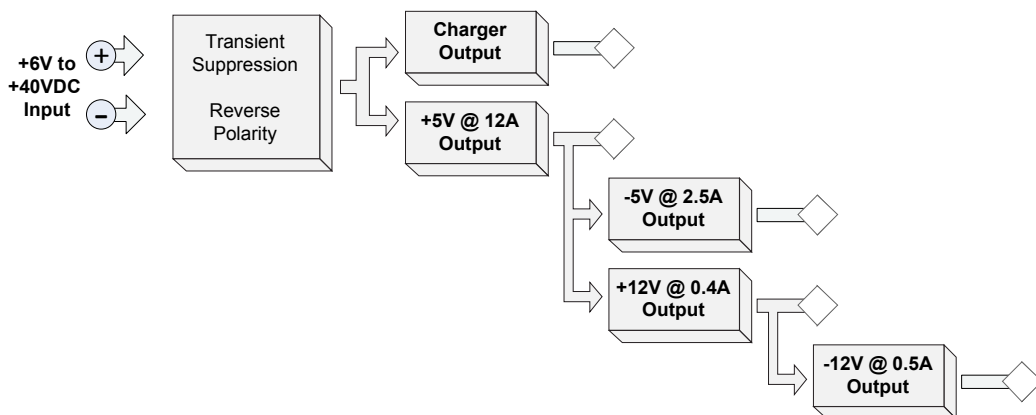 +6V to
+40VDC
Input
+
-
Transient
Suppression
Reverse
Polarity
Charger
Output
+5V @ 12A
Output
-5V @ 2.5A
Output
+12V @ 0.4A
Output
-12V @ 0.5A
Output